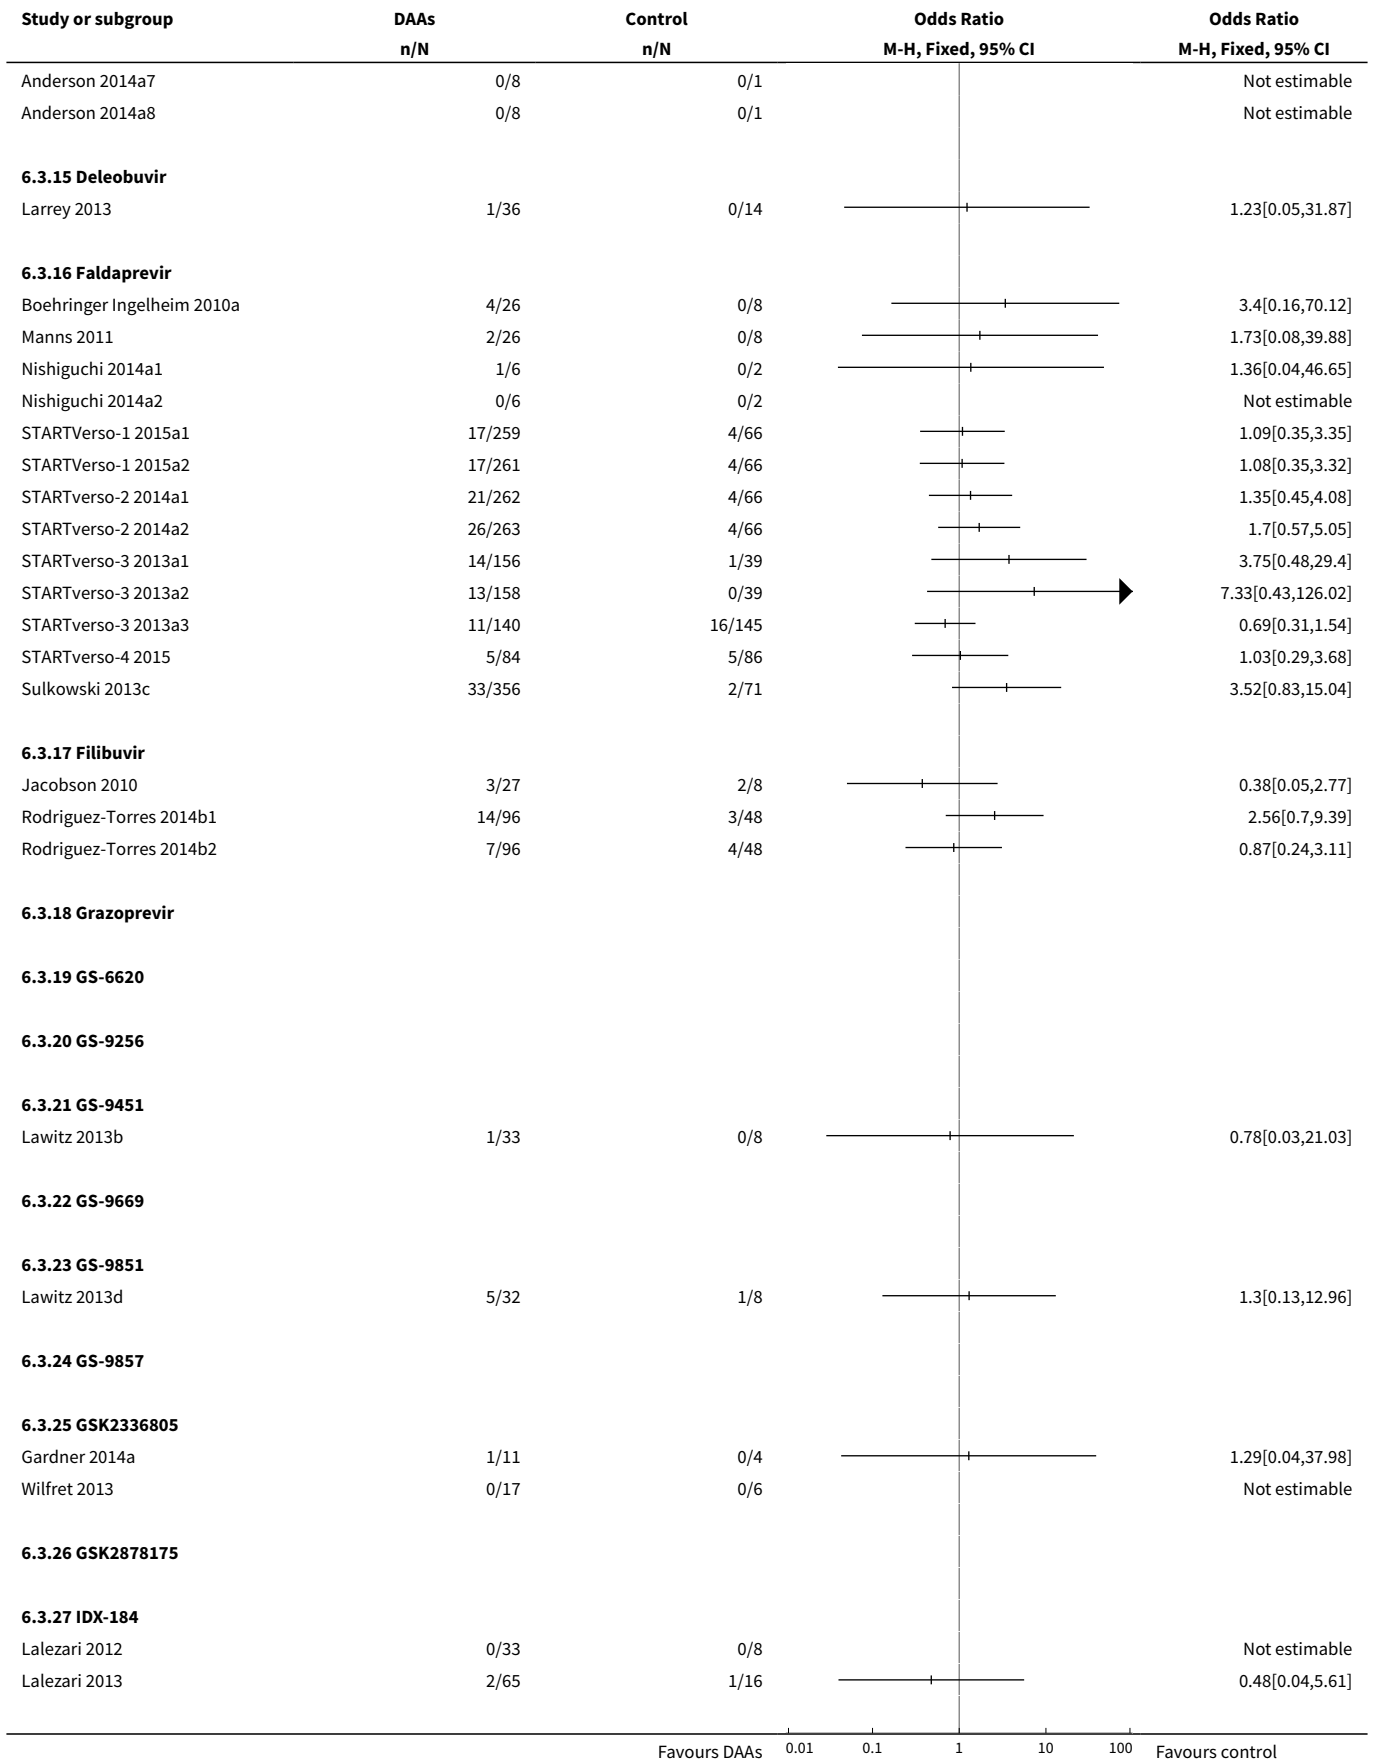 Study or subgroup DAAs Control Odds Ratio Odds Ratio
n/N n/N M-H, Fixed, 95% CI M-H, Fixed, 95% CI
Anderson 2014a7 0/8 0/1 Not estimable
Anderson 2014a8 0/8 0/1 Not estimable
6.3.15 Deleobuvir
Larrey 2013 1/36 0/14 1.23[0.05,31.87]
6.3.16 Faldaprevir
Boehringer Ingelheim 2010a 4/26 0/8 3.4[0.16,70.12]
Manns 2011 2/26 0/8 1.73[0.08,39.88]
Nishiguchi 2014a1 1/6 0/2 1.36[0.04,46.65]
Nishiguchi 2014a2 0/6 0/2 Not estimable
STARTVerso-1 2015a1 17/259 4/66 1.09[0.35,3.35]
STARTVerso-1 2015a2 17/261 4/66 1.08[0.35,3.32]
STARTverso-2 2014a1 21/262 4/66 1.35[0.45,4.08]
STARTverso-2 2014a2 26/263 4/66 1.7[0.57,5.05]
STARTverso-3 2013a1 14/156 1/39 3.75[0.48,29.4]
STARTverso-3 2013a2 13/158 0/39 7.33[0.43,126.02]
STARTverso-3 2013a3 11/140 16/145 0.69[0.31,1.54]
STARTverso-4 2015 5/84 5/86 1.03[0.29,3.68]
Sulkowski 2013c 33/356 2/71 3.52[0.83,15.04]
6.3.17 Filibuvir
Jacobson 2010 3/27 2/8 0.38[0.05,2.77]
Rodriguez-Torres 2014b1 14/96 3/48 2.56[0.7,9.39]
Rodriguez-Torres 2014b2 7/96 4/48 0.87[0.24,3.11]
6.3.18 Grazoprevir
6.3.19 GS-6620
6.3.20 GS-9256
6.3.21 GS-9451
Lawitz 2013b 1/33 0/8 0.78[0.03,21.03]
6.3.22 GS-9669
6.3.23 GS-9851
Lawitz 2013d 5/32 1/8 1.3[0.13,12.96]
6.3.24 GS-9857
6.3.25 GSK2336805
Gardner 2014a 1/11 0/4 1.29[0.04,37.98]
Wilfret 2013 0/17 0/6 Not estimable
6.3.26 GSK2878175
6.3.27 IDX-184
Lalezari 2012 0/33 0/8 Not estimable
Lalezari 2013 2/65 1/16 0.48[0.04,5.61]
Favours DAAs 0.01 0.1 1 10 100 Favours control